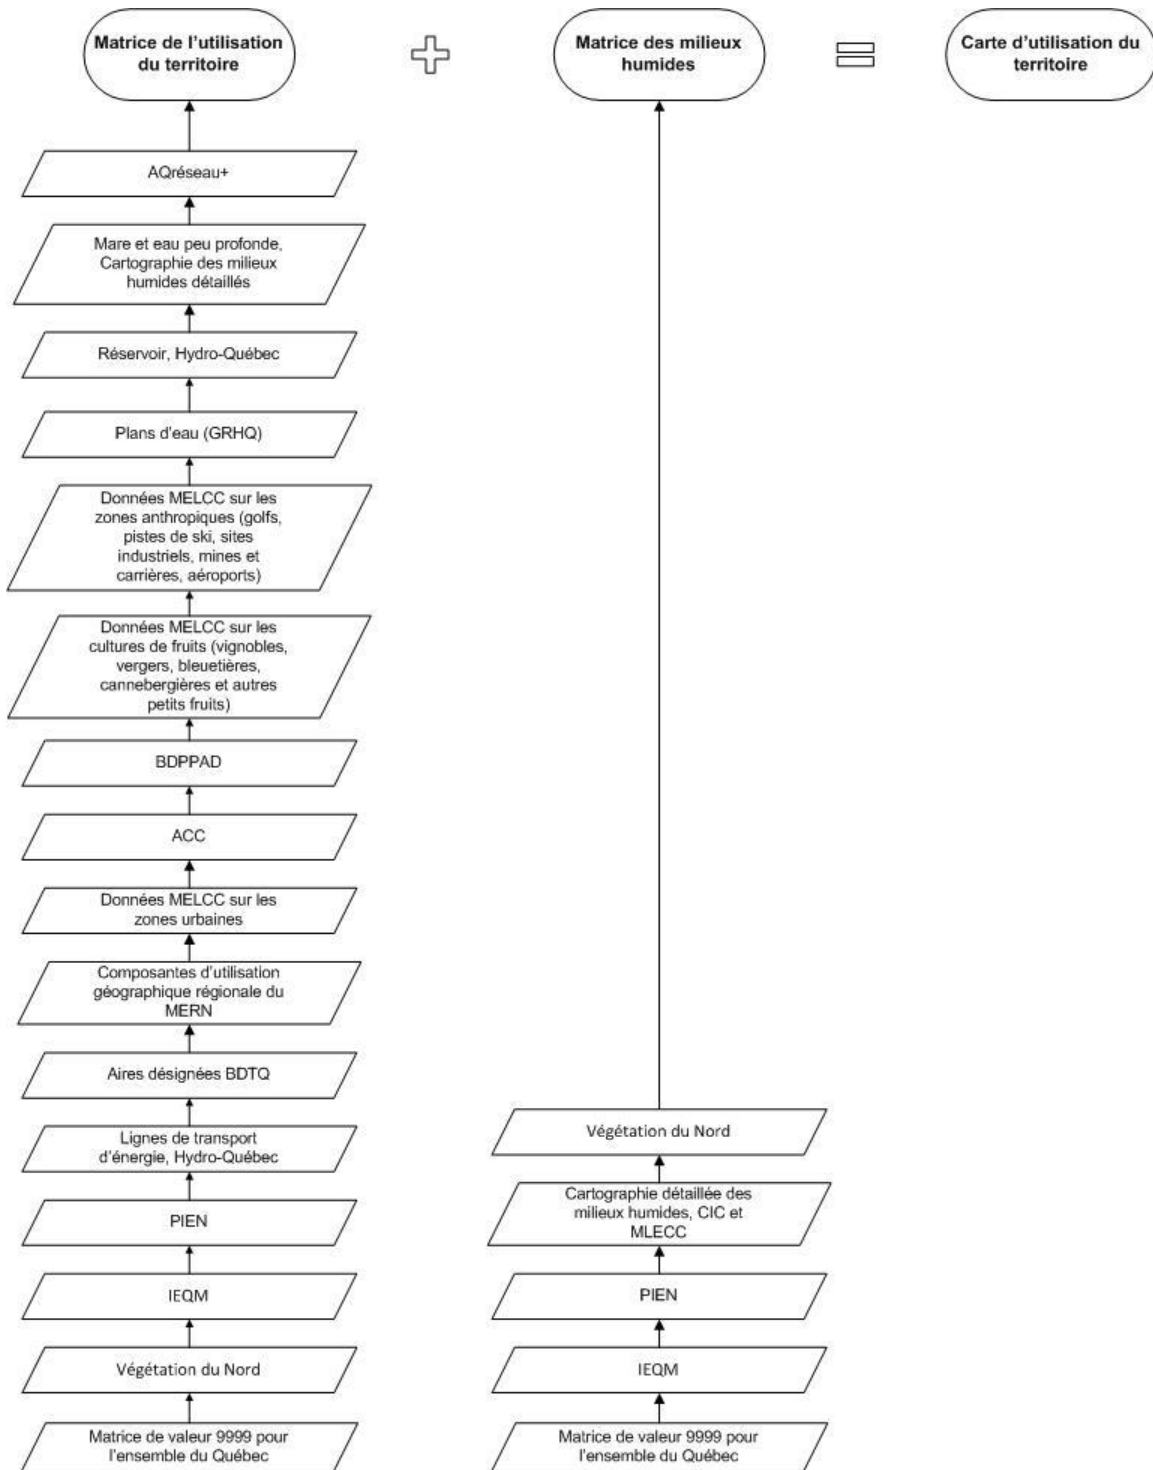 Matrice de l'utilisation
du territoire
Matrice des milieux
humides
Carte d'utilisation du
territoire
AQréseau+
Mare et eau peu profonde,
Cartographie des milieux
humides détaillés
Réservoir, Hydro-Québec
Plans d'eau (GRHQ)
Données MELCC sur les
zones anthropiques (golfs,
pistes de ski, sites
industriels, mines et
carrières, aéroports)
Données MELCC sur les
cultures de fruits (vignobles,
vergers, bleuetières,
cannebergières et autres
petits fruits)
BDPPAD
ACC
Données MELCC sur les
zones urbaines
Composantes d'utilisation
géographique régionale du
MERN
Aires désignées BDTQ
Lignes de transport
d'énergie, Hydro-Québec
PIEN
IEQM
Végétation du Nord
Matrice de valeur 9999 pour
l'ensemble du Québec
Végétation du Nord
Cartographie détaillée des
milieux humides, CIC et
MLECC
PIEN
IEQM
Matrice de valeur 9999 pour
l'ensemble du Québec